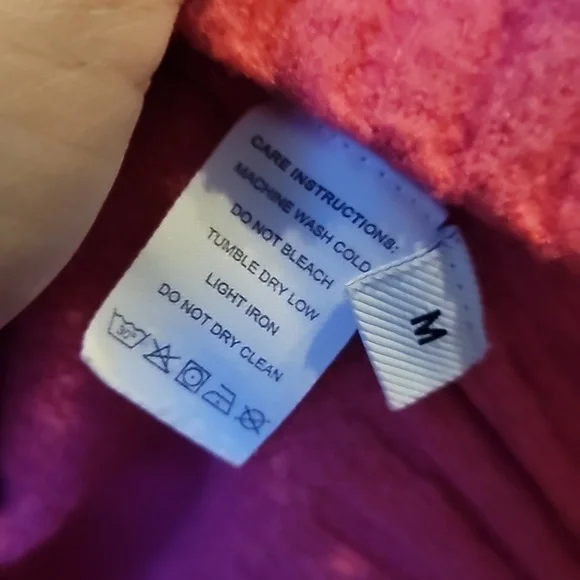 CARE INSTRUCTIONS:
MACHINE WASH COLD
DO NOT BLEACH
TUMBLE DRY LOW
LIGHT IRON
DO NOT DRY CLEAN
30°
M